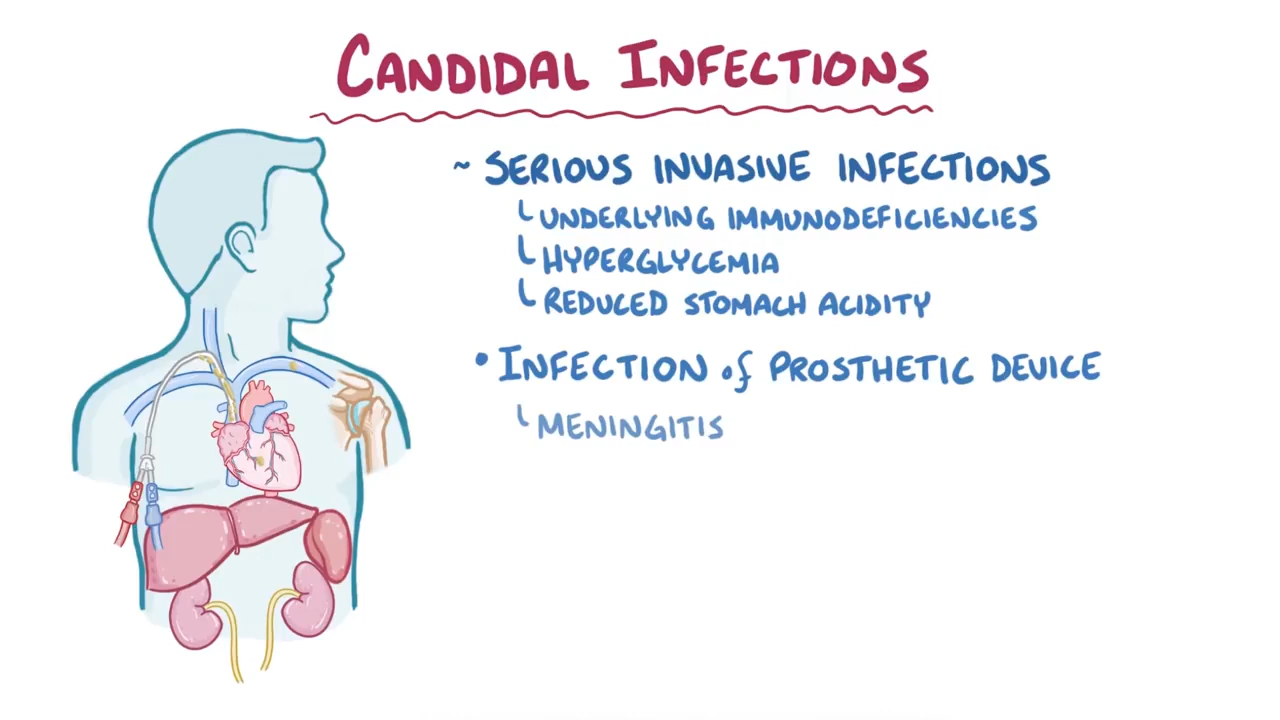 CANDIDAL INFECTIONS
~ SERIOUS INVASIVE INFECTIONS
UNDERLYING IMMUNODEFICIENCIES
HYPERGLYCEMIA
REDUCED STOMACH ACIDITY
• INFECTION of PROSTHETIC DEVICE
MENINGITIS